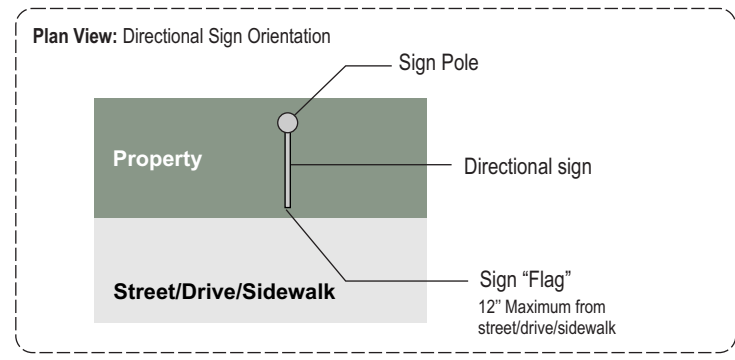 Plan View: Directional Sign Orientation
Sign Pole
Property
Directional sign
Sign “Flag”
Street/Drive/Sidewalk
12” Maximum from
street/drive/sidewalk